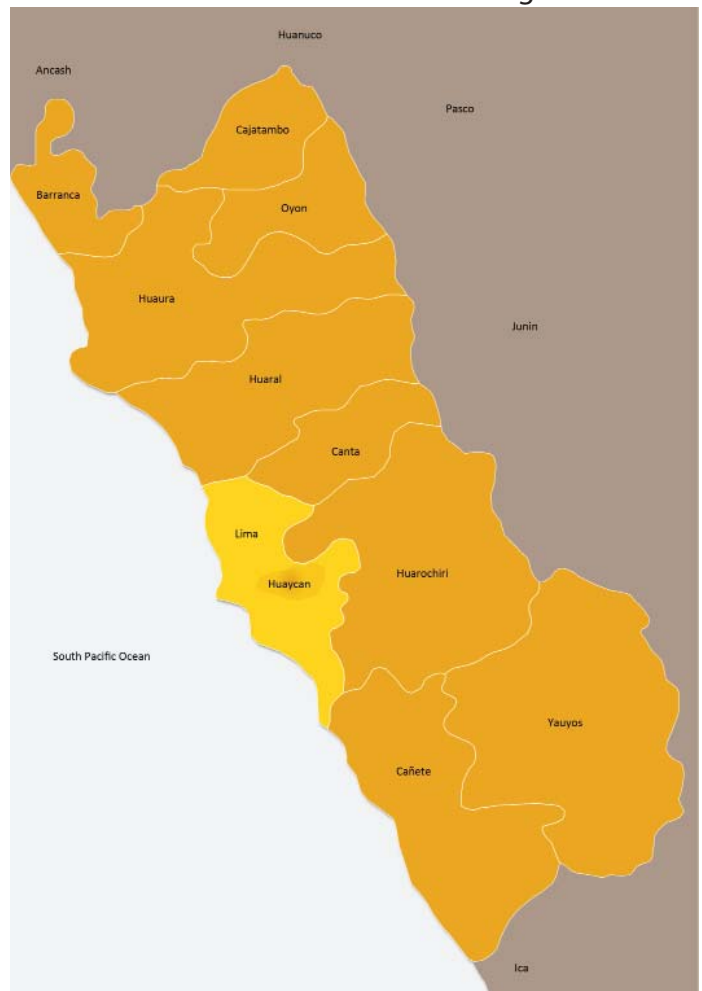 Huanuco
Ancash
Pasco
Cajatambo
Barranca
Oyon
Huaura
Junin
Huaral
Canta
Lima
Huarochiri
Huaycan
South Pacific Ocean
Yauyos
Cañete
Ica